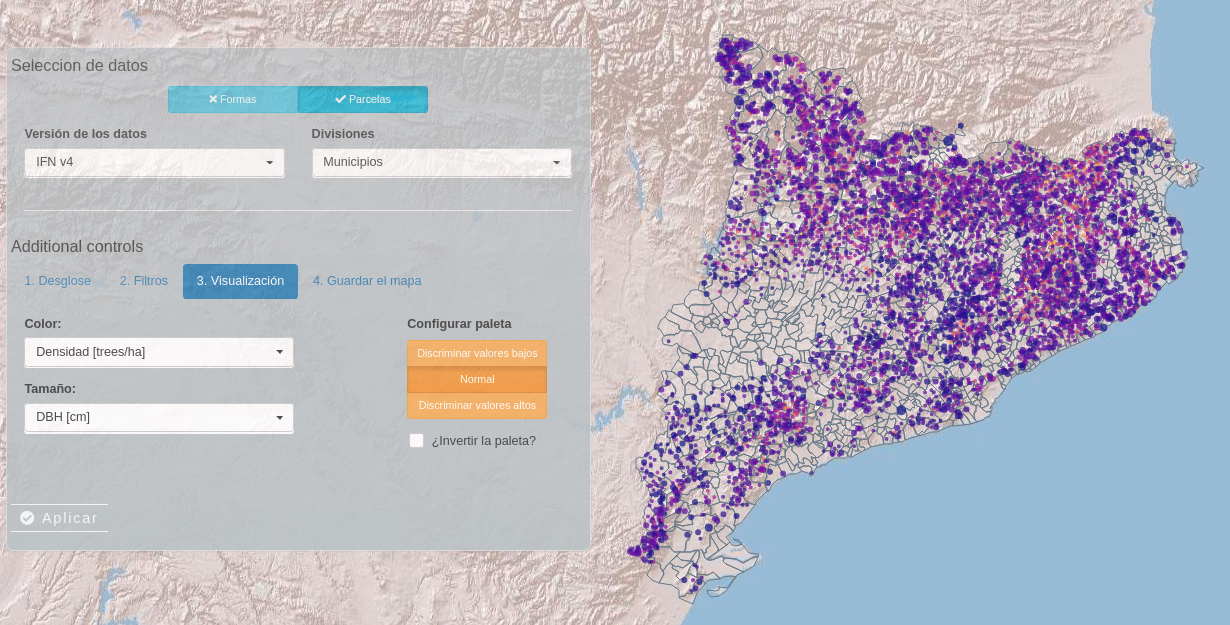 Seleccion de datos
Formas Parcelas
Versión de los datos Divisiones
IFN v4 Municipios
Additional controls
1. Desglose 2. Filtros 3. Visualización 4. Guardar el mapa
Color: Configurar paleta
Densidad [trees/ha] Discriminar valores bajos
Normal
Tamaño: Discriminar valores altos
DBH [cm]
¿Invertir la paleta?
Aplicar